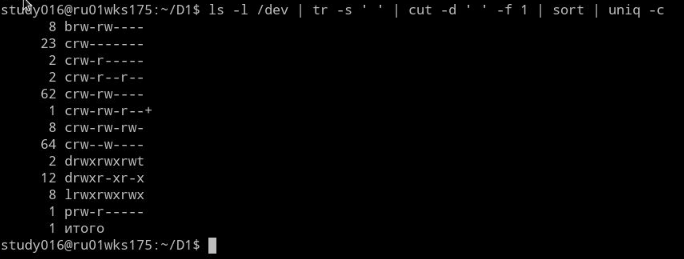 study016@ru01wks175:~/D1$ ls -l /dev | tr -s ' ' | cut -d ' ' -f 1 | sort | uniq -c
      8 brw-rw----
     23 crw-------
      2 crw-r-----
      2 crw-r--r--
     62 crw-rw----
      1 crw-rw-r--+
      8 crw-rw-rw-
     64 crw--w----
      2 drwxrwxrwt
     12 drwxr-xr-x
      8 lrwxrwxrwx
      1 prw-r-----
      1 итого
study016@ru01wks175:~/D1$